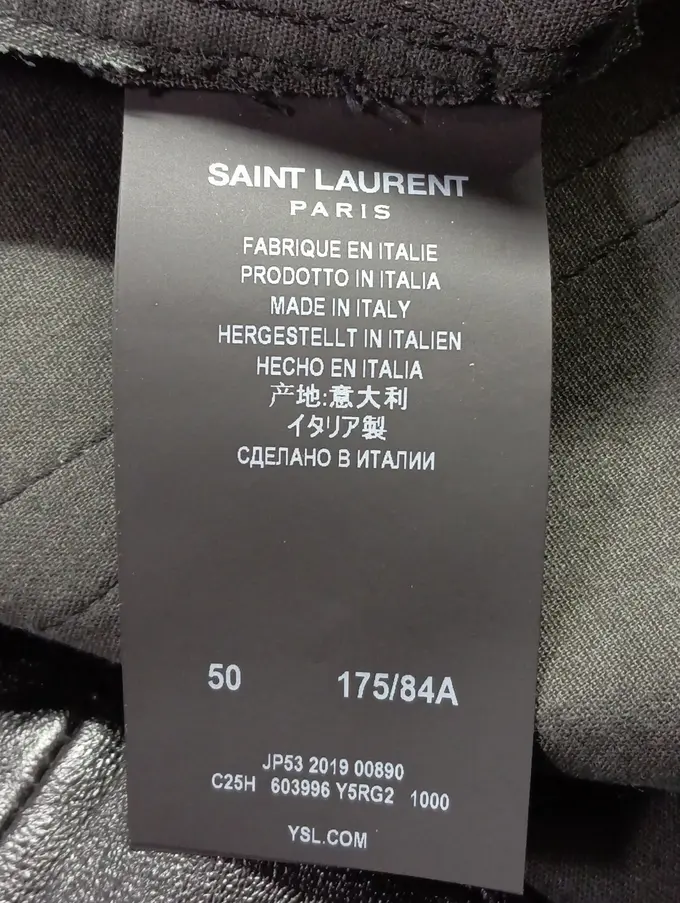 SAINT LAURENT
PARIS
FABRIQUE EN ITALIE
PRODOTTO IN ITALIA
MADE IN ITALY
HERGESTELLT IN ITALIEN
HECHO EN ITALIA
产地:意大利
イタリア製
СДЕЛАНО В ИТАЛИИ
50 175/84A
JP53 2019 00890
C25H 603996 Y5RG2 1000
YSL.COM